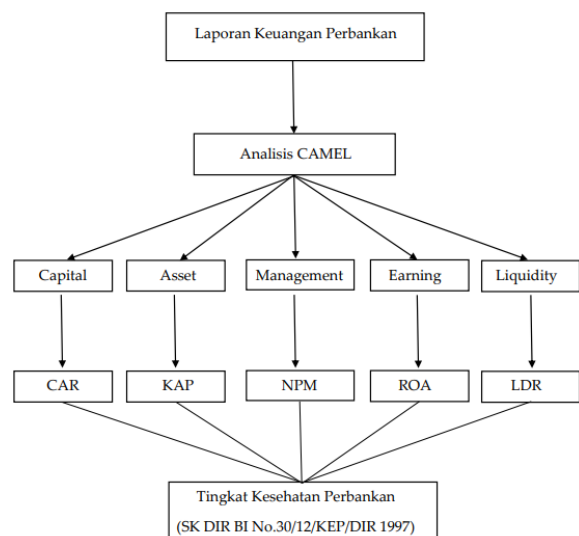 Laporan Keuangan Perbankan
Analisis CAMEL
Capital
Asset
Management
Earning
Liquidity
CAR
KAP
NPM
ROA
LDR
Tingkat Kesehatan Perbankan
(SK DIR BI No.30/12/KEP/DIR 1997)